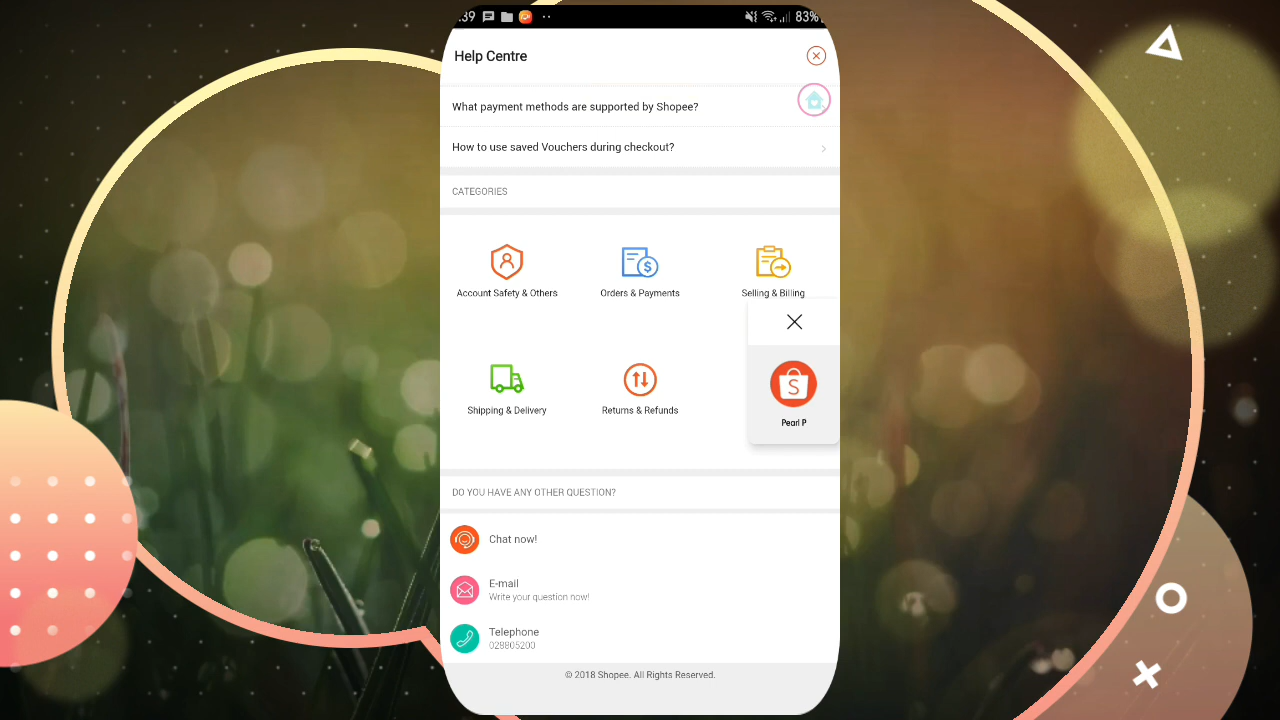 :39
83%
Help Centre
What payment methods are supported by Shopee?
How to use saved Vouchers during checkout?
CATEGORIES
Account Safety & Others
Orders & Payments
Selling & Billing
Shipping & Delivery
Returns & Refunds
Pearl P
DO YOU HAVE ANY OTHER QUESTION?
Chat now!
E-mail
Write your question now!
Telephone
028805200
© 2018 Shopee. All Rights Reserved.